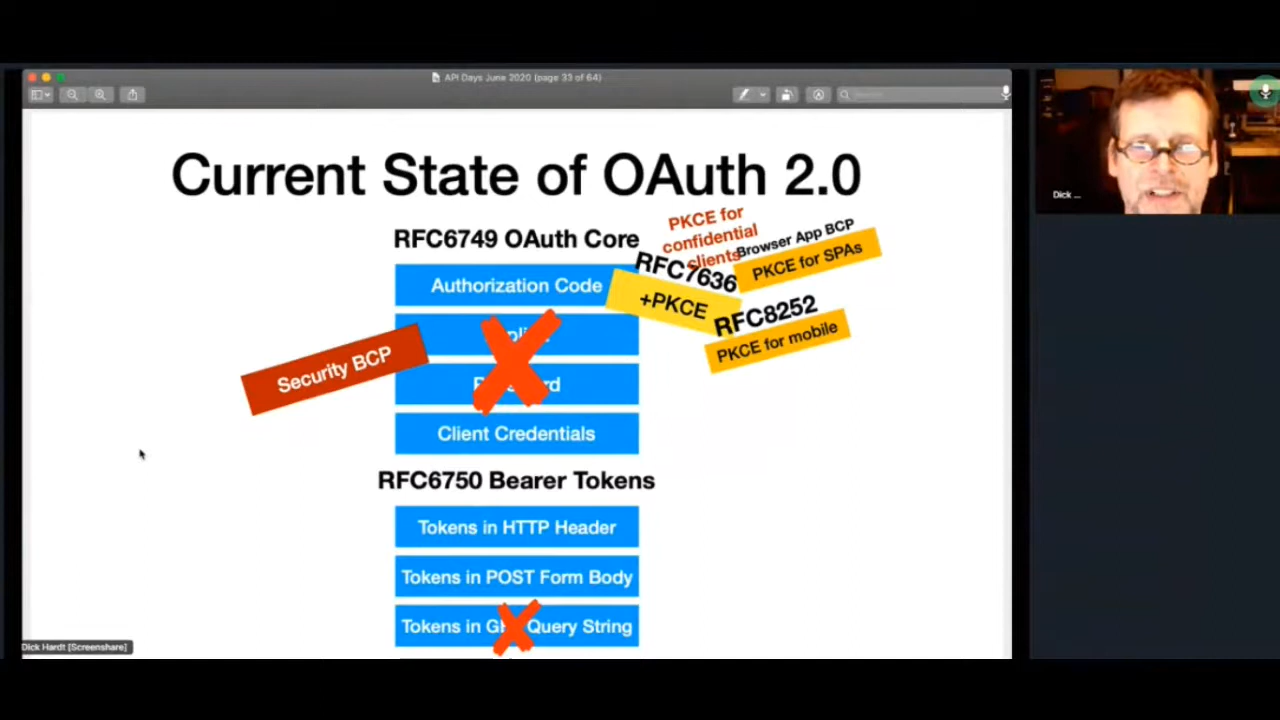 API Days June 2020 (page 33 of 64)
Current State of OAuth 2.0
RFC6749 OAuth Core
PKCE for
confidential
clients
Browser App BCP
PKCE for SPAs
RFC7636
+PKCE
Authorization Code
RFC8252
PKCE for mobile
Security BCP
Client Credentials
RFC6750 Bearer Tokens
Tokens in HTTP Header
Tokens in POST Form Body
Tokens in Query String
Dick ...
Dick Hardt [Screenshare]